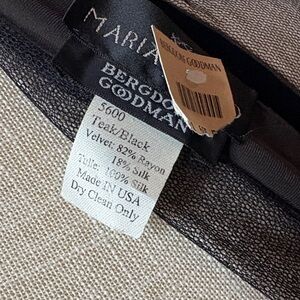 MARIA
BERGDO
GOODMAN
BERGDORF GOODMAN
5600
Teak/Black
Velvet: 82% Rayon
18% Silk
Tulle: 100% Silk
Made IN USA
Dry Clean Only